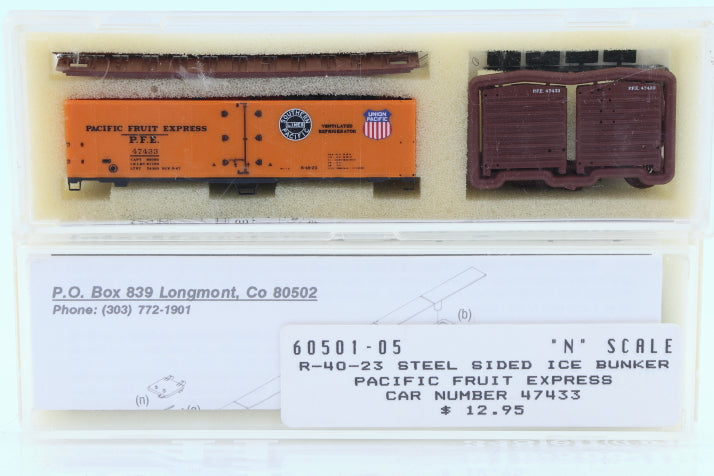 P.F.E. 47433
P.F.E. 47433
PACIFIC FRUIT EXPRESS
P.F.E.
47433
SOUTHERN
LINES
PACIFIC
VENTILATED
REFRIGERATOR
UNION
PACIFIC
R-40-23
P.O. Box 839 Longmont, Co 80502
Phone: (303) 772-1901
(b)
(n)
60501-05 "N" SCALE
R-40-23 STEEL SIDED ICE BUNKER
PACIFIC FRUIT EXPRESS
CAR NUMBER 47433
$ 12.95